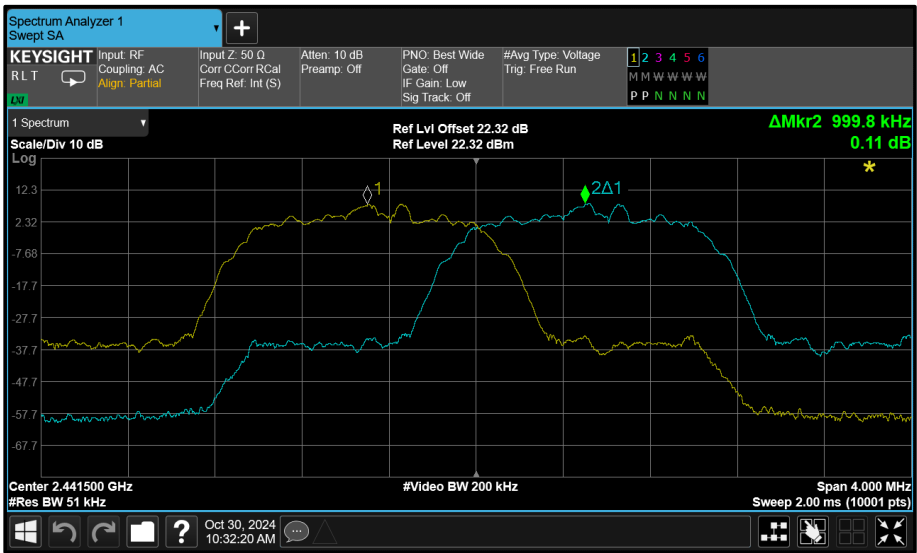 Spectrum Analyzer 1
Swept SA
+
KEYSIGHT Input: RF Input Z: 50 Ω Atten: 10 dB PNO: Best Wide #Avg Type: Voltage 1 2 3 4 5 6
RLT Coupling: AC Corr CCorr RCal Preamp: Off Gate: Off Trig: Free Run M M W W W W
Align: Partial Freq Ref: Int (S) IF Gain: Low
LXI Sig Track: Off P P N N N N
1 Spectrum Ref Lvl Offset 22.32 dB ΔMkr2 999.8 kHz
Scale/Div 10 dB Ref Level 22.32 dBm 0.11 dB
Log
*
1 2Δ1
12.3
2.32
-7.68
-17.7
-27.7
-37.7
-47.7
-57.7
-67.7
Center 2.441500 GHz #Video BW 200 kHz Span 4.000 MHz
#Res BW 51 kHz Sweep 2.00 ms (10001 pts)
? Oct 30, 2024
10:32:20 AM